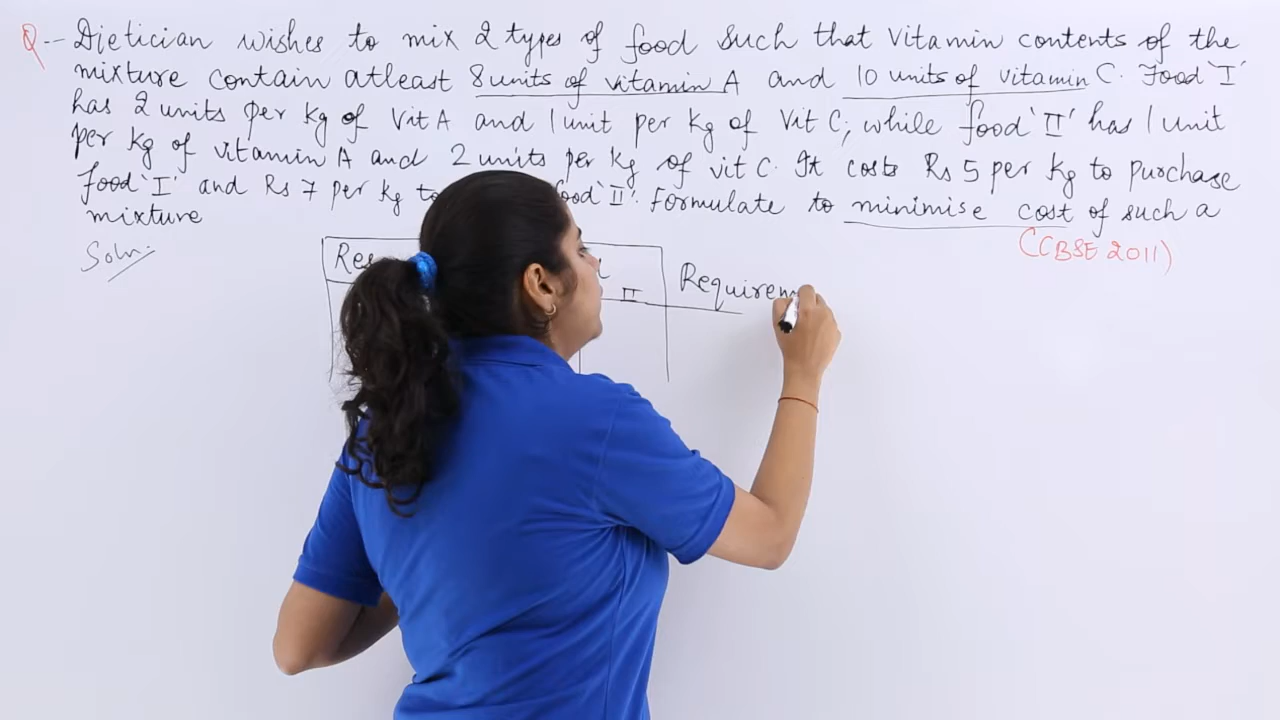 Q - Dietician wishes to mix 2 types of food such that vitamin contents of the
mixture contain atleast 8 units of vitamin A and 10 units of vitamin C. Food 'I'
has 2 units per kg of Vit A and 1 unit per kg of Vit C, while food 'II' has 1 unit
per kg of vitamin A and 2 units per kg of vit C. It costs Rs 5 per kg to purchase
food 'I' and Rs 7 per kg to food 'II'. Formulate to minimise cost of such a
mixture
Soln.
(CBSE 2011)
Res
II
Requirem